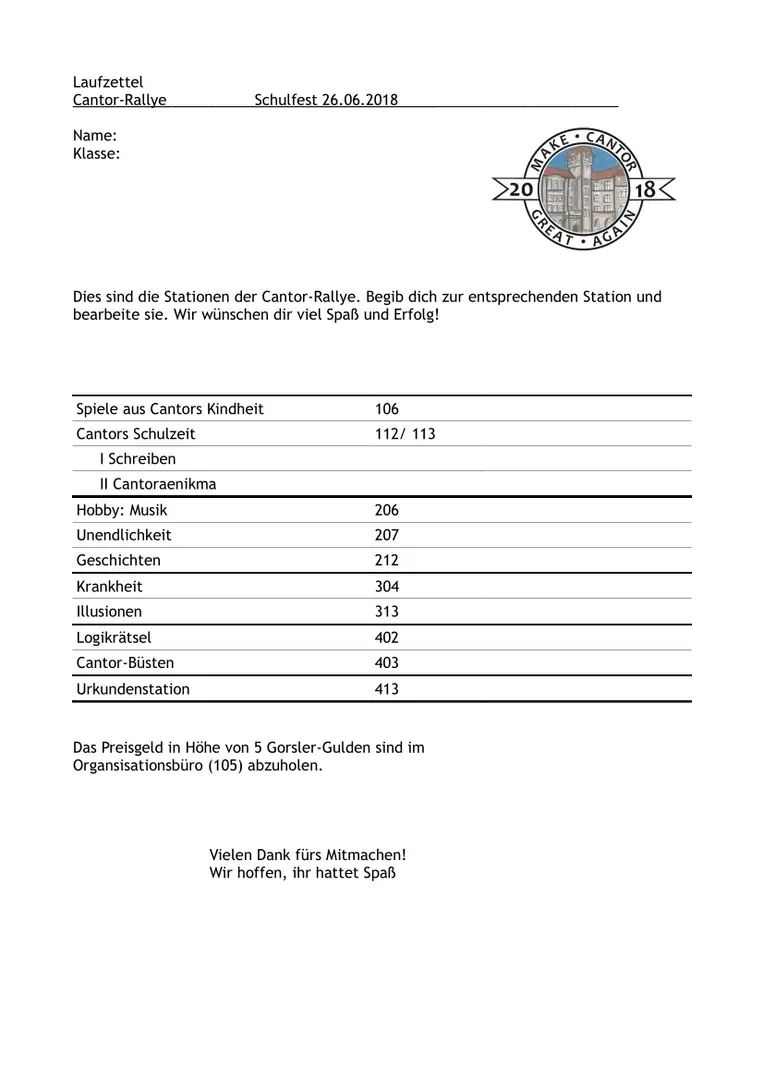 Laufzettel
Cantor-Rallye Schulfest 26.06.2018
Name:
Klasse:
MAKE • CANTOR
20 18
GREAT • AGAIN
Dies sind die Stationen der Cantor-Rallye. Begib dich zur entsprechenden Station und
bearbeite sie. Wir wünschen dir viel Spaß und Erfolg!
Spiele aus Cantors Kindheit 106
Cantors Schulzeit 112/ 113
I Schreiben
II Cantoraenikma
Hobby: Musik 206
Unendlichkeit 207
Geschichten 212
Krankheit 304
Illusionen 313
Logikrätsel 402
Cantor-Büsten 403
Urkundenstation 413
Das Preisgeld in Höhe von 5 Gorsler-Gulden sind im
Organsisationsbüro (105) abzuholen.
Vielen Dank fürs Mitmachen!
Wir hoffen, ihr hattet Spaß